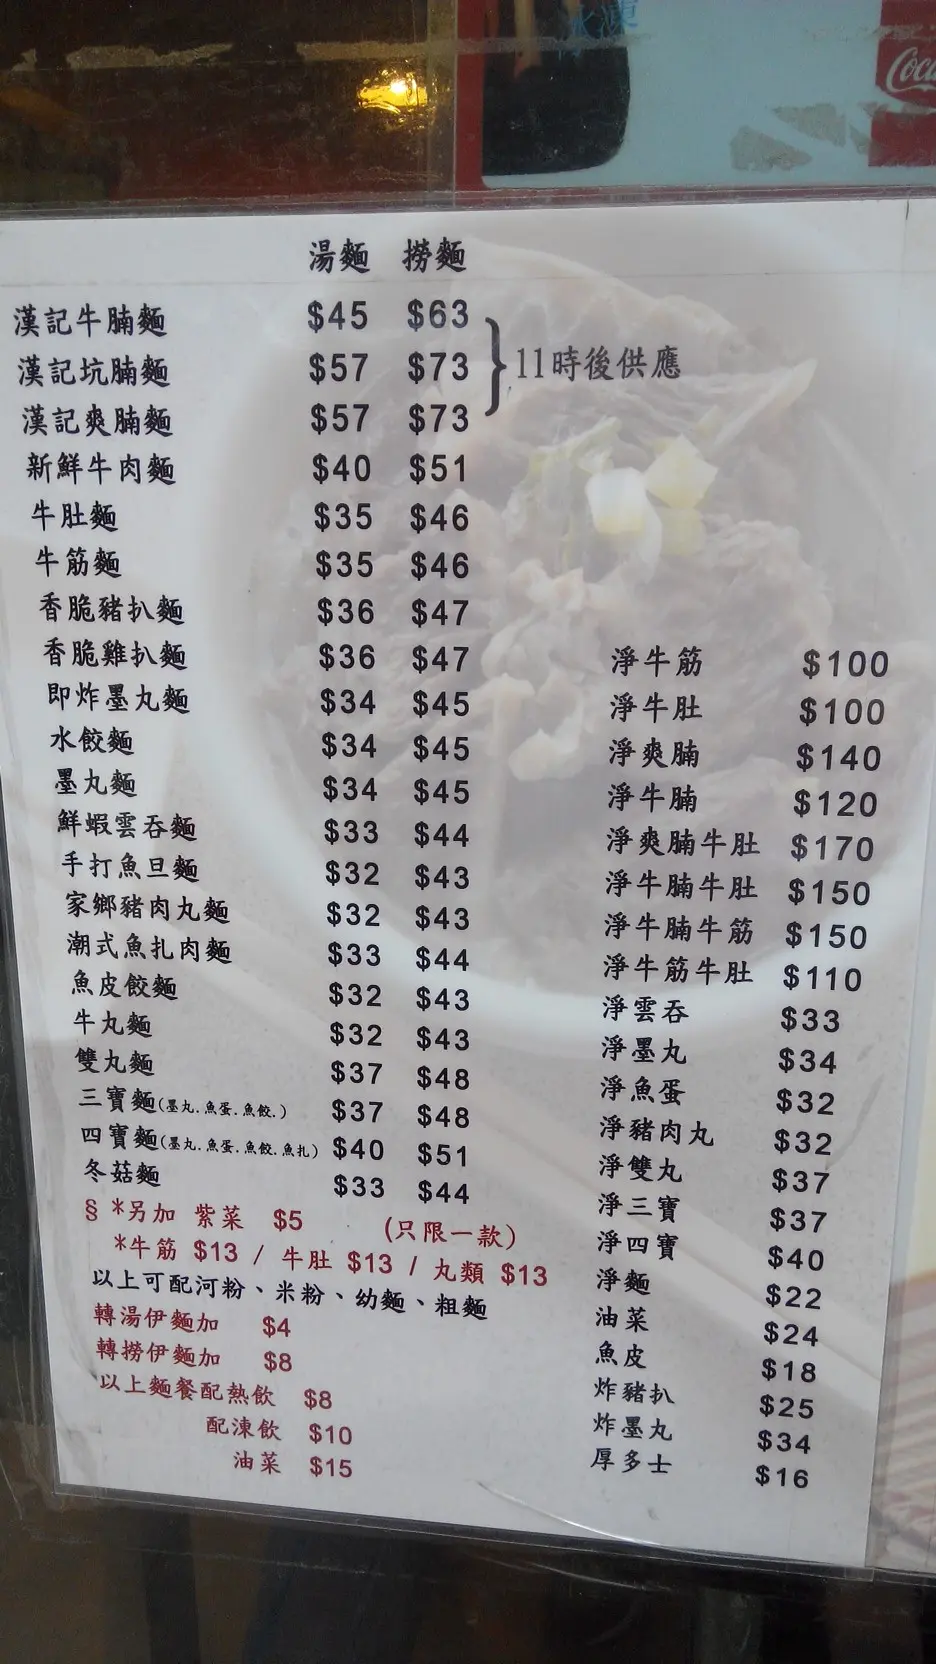 Coca
湯麵 撈麵
漢記牛腩麵 $45 $63
漢記坑腩麵 $57 $73
11時後供應
漢記爽腩麵 $57 $73
新鮮牛肉麵 $40 $51
牛肚麵 $35 $46
牛筋麵 $35 $46
香脆豬扒麵 $36 $47
香脆雞扒麵 $36 $47
即炸墨丸麵 $34 $45
水餃麵 $34 $45
墨丸麵 $34 $45
鮮蝦雲吞麵 $33 $44
手打魚旦麵 $32 $43
家鄉豬肉丸麵 $32 $43
潮式魚扎肉麵 $33 $44
魚皮餃麵 $32 $43
牛丸麵 $32 $43
雙丸麵 $37 $48
三寶麵(墨丸.魚蛋.魚餃.) $37 $48
四寶麵(墨丸.魚蛋.魚餃.魚扎) $40 $51
冬菇麵 $33 $44
§ *另加 紫菜 $5 (只限一款)
*牛筋 $13 / 牛肚 $13 / 丸類 $13
以上可配河粉、米粉、幼麵、粗麵
轉湯伊麵加 $4
轉撈伊麵加 $8
以上麵餐配熱飲 $8
配凍飲 $10
油菜 $15
淨牛筋 $100
淨牛肚 $100
淨爽腩 $140
淨牛腩 $120
淨爽腩牛肚 $170
淨牛腩牛肚 $150
淨牛腩牛筋 $150
淨牛筋牛肚 $110
淨雲吞 $33
淨墨丸 $34
淨魚蛋 $32
淨豬肉丸 $32
淨雙丸 $37
淨三寶 $37
淨四寶 $40
淨麵 $22
油菜 $24
魚皮 $18
炸豬扒 $25
炸墨丸 $34
厚多士 $16